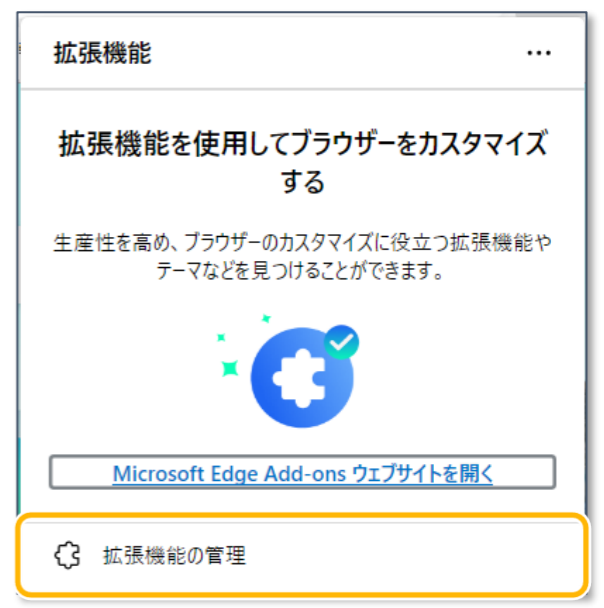 拡張機能
拡張機能を使用してブラウザーをカスタマイズ
する
生産性を高め、ブラウザーのカスタマイズに役立つ拡張機能や
テーマなどを見つけることができます。
Microsoft Edge Add-ons ウェブサイトを開く
拡張機能の管理